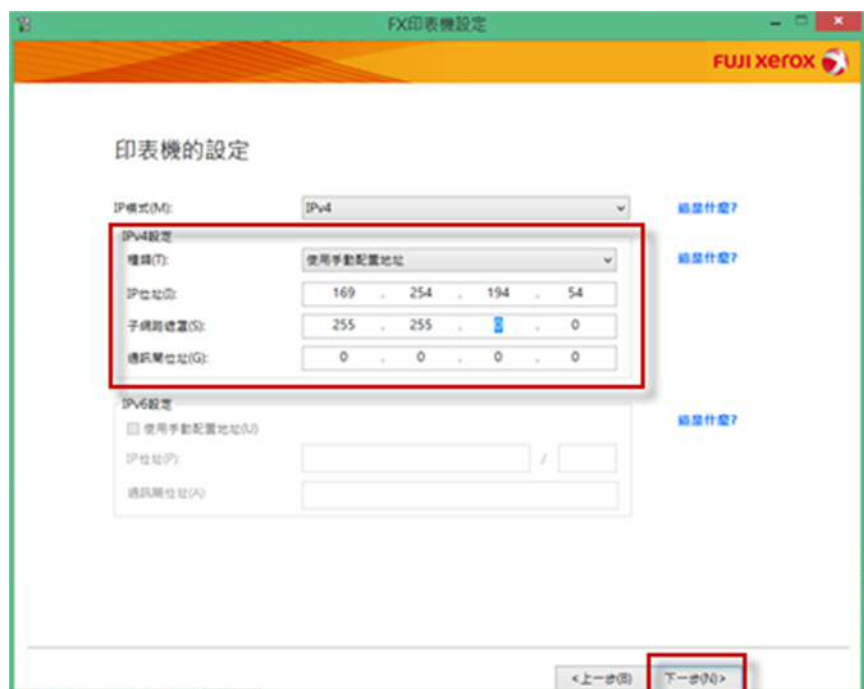 FX印表機設定
FUJI XEROX
印表機的設定
IP模式(M):
IPv4
這是什麼?
IPv4設定
種類(T):
使用手動配置地址
這是什麼?
IP位址(I):
169 . 254 . 194 . 54
子網路遮罩(S):
255 . 255 . 0 . 0
通訊閘位址(G):
0 . 0 . 0 . 0
IPv6設定
這是什麼?
使用手動配置地址(U)
IP位址(P)
/
通訊閘位址(A)
<上一步(B)
下一步(N)>